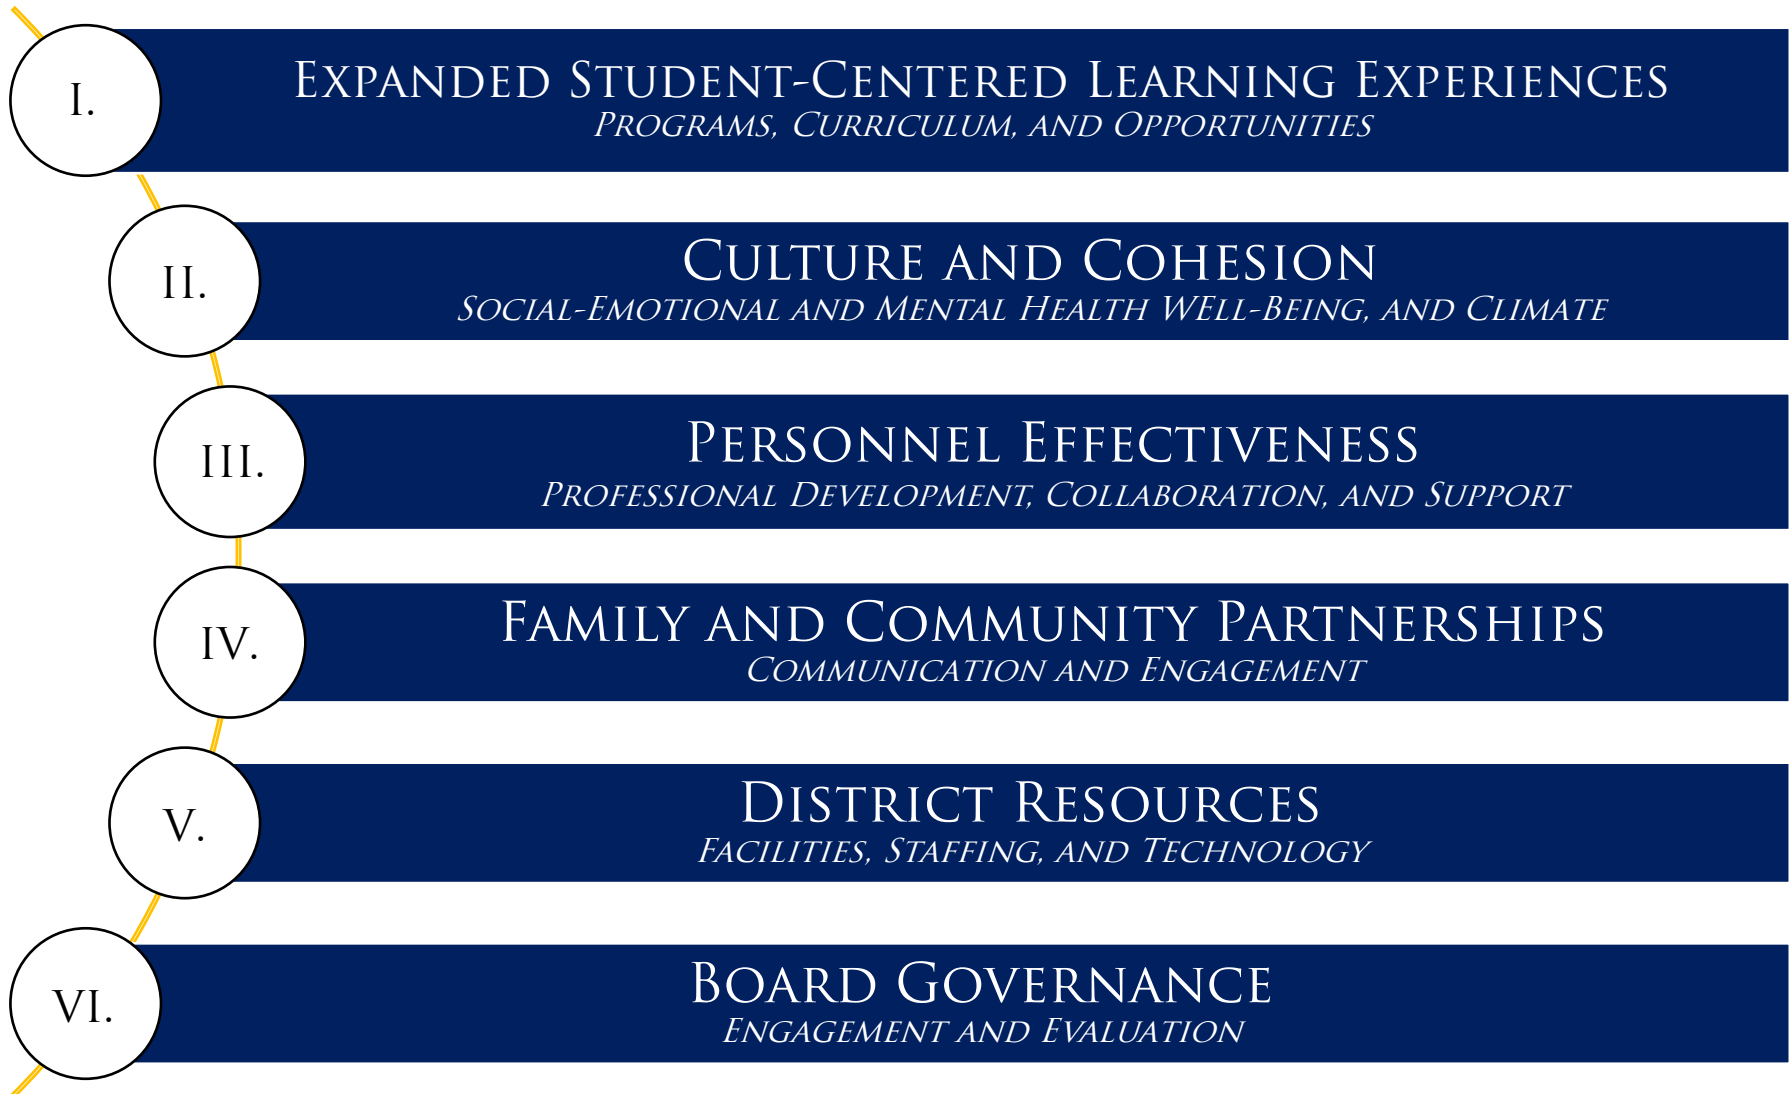 I.
Expanded Student-Centered Learning Experiences
Programs, Curriculum, and Opportunities
II.
Culture and Cohesion
Social-Emotional and Mental Health WEll-Being, and Climate
III.
Personnel Effectiveness
Professional Development, Collaboration, and Support
IV.
Family and Community Partnerships
Communication and Engagement
V.
District Resources
Facilities, Staffing, and Technology
VI.
Board Governance
Engagement and Evaluation